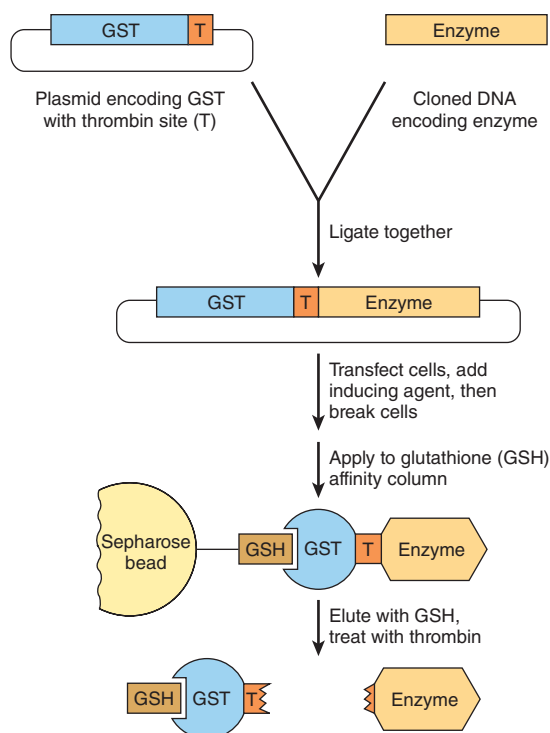 GST T
Enzyme
Plasmid encoding GST
with thrombin site (T)
Cloned DNA
encoding enzyme
Ligate together
GST T Enzyme
Transfect cells, add
inducing agent, then
break cells
Apply to glutathione (GSH)
affinity column
Sepharose
bead
GSH GST T Enzyme
Elute with GSH,
treat with thrombin
GSH GST T Enzyme